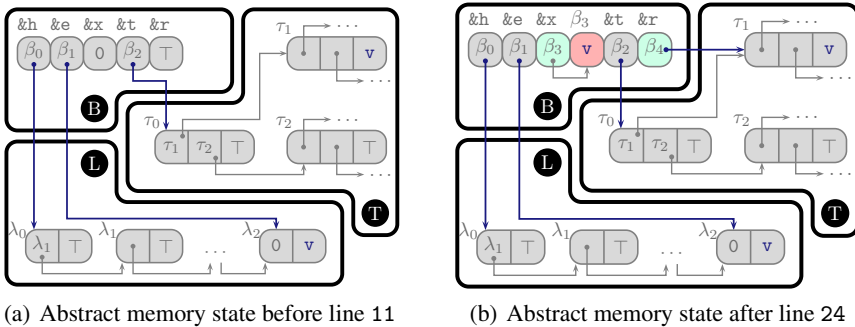 &h &e &x &t &r
β0 β1 0 β2 ⊤
τ1 ...
v
...
B
τ0
τ1 τ2 ⊤
τ2 ...
⊤
...
L
T
λ0 λ1 λ2
λ1 ⊤ ⊤ ... 0 v
(a) Abstract memory state before line 11
&h &e &x β3 &t &r
β0 β1 β3 v β2 β4
τ1 ...
v
...
B
τ0
τ1 τ2 ⊤
τ2 ...
⊤
...
L
T
λ0 λ1 λ2
λ1 ⊤ ⊤ ... 0 v
(b) Abstract memory state after line 24